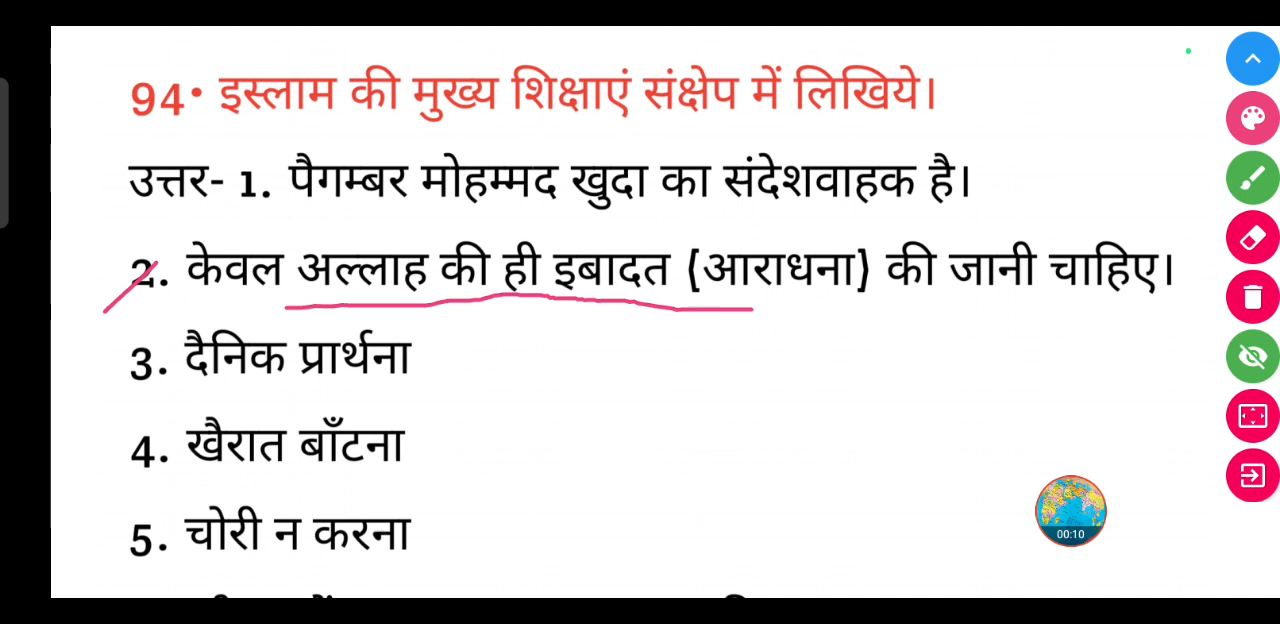 94• इस्लाम की मुख्य शिक्षाएं संक्षेप में लिखिये।
उत्तर- 1. पैगम्बर मोहम्मद खुदा का संदेशवाहक है।
2. केवल अल्लाह की ही इबादत (आराधना) की जानी चाहिए।
3. दैनिक प्रार्थना
4. खैरात बाँटना
5. चोरी न करना
00:10